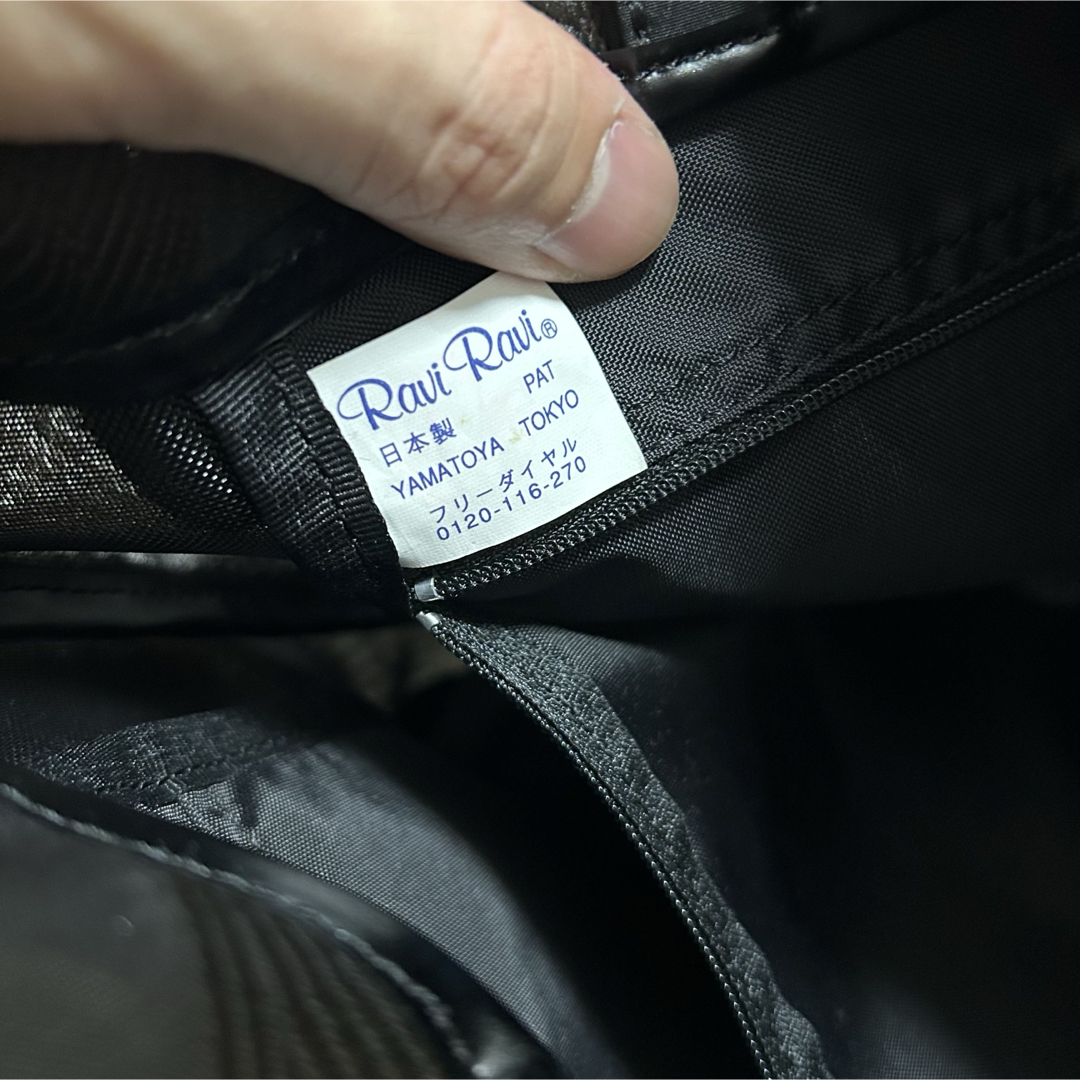 Ravi Ravi®
日本製 PAT
YAMATOYA TOKYO
フリーダイヤル
0120-116-270